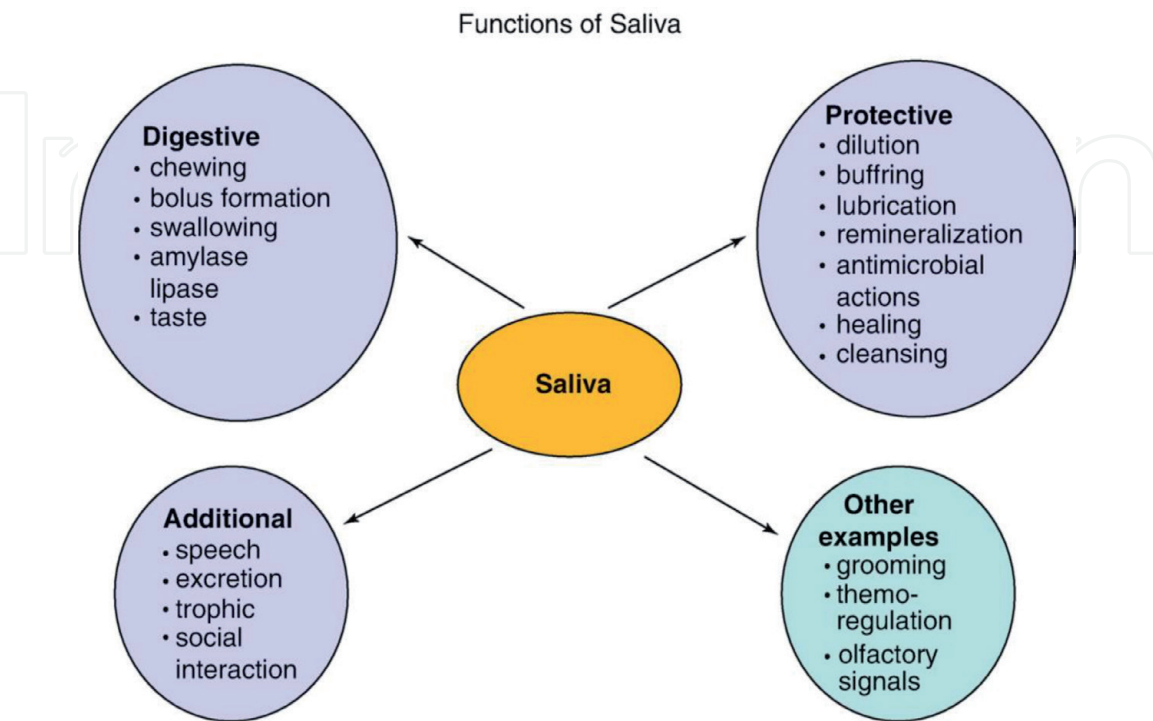 Functions of Saliva
Digestive
• chewing
• bolus formation
• swallowing
• amylase
lipase
• taste
Protective
• dilution
• buffring
• lubrication
• remineralization
• antimicrobial
actions
• healing
• cleansing
Saliva
Additional
• speech
• excretion
• trophic
• social
interaction
Other
examples
• grooming
• themo-
regulation
• olfactory
signals